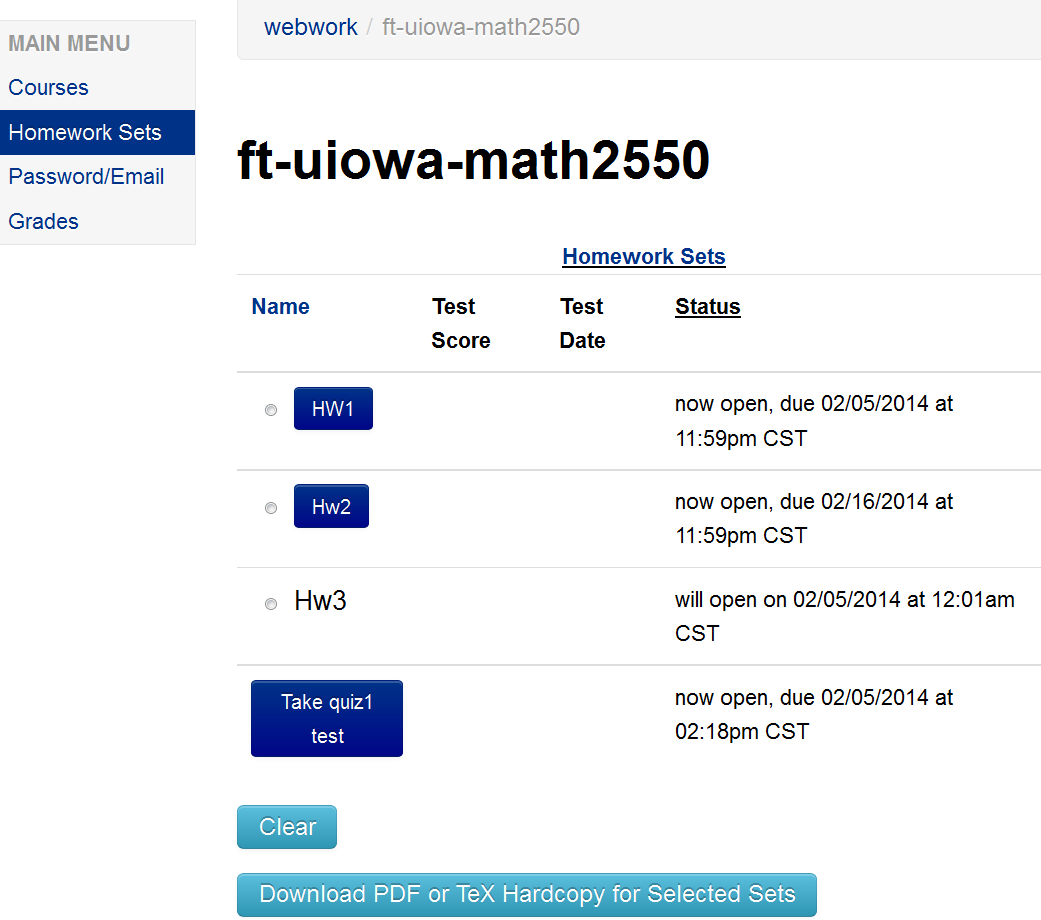 webwork / ft-uiowa-math2550
MAIN MENU
Courses
Homework Sets
Password/Email
Grades
ft-uiowa-math2550
Homework Sets
Name Test Score Test Date Status
HW1 now open, due 02/05/2014 at
11:59pm CST
Hw2 now open, due 02/16/2014 at
11:59pm CST
Hw3 will open on 02/05/2014 at 12:01am
CST
Take quiz1 now open, due 02/05/2014 at
test 02:18pm CST
Clear
Download PDF or TeX Hardcopy for Selected Sets